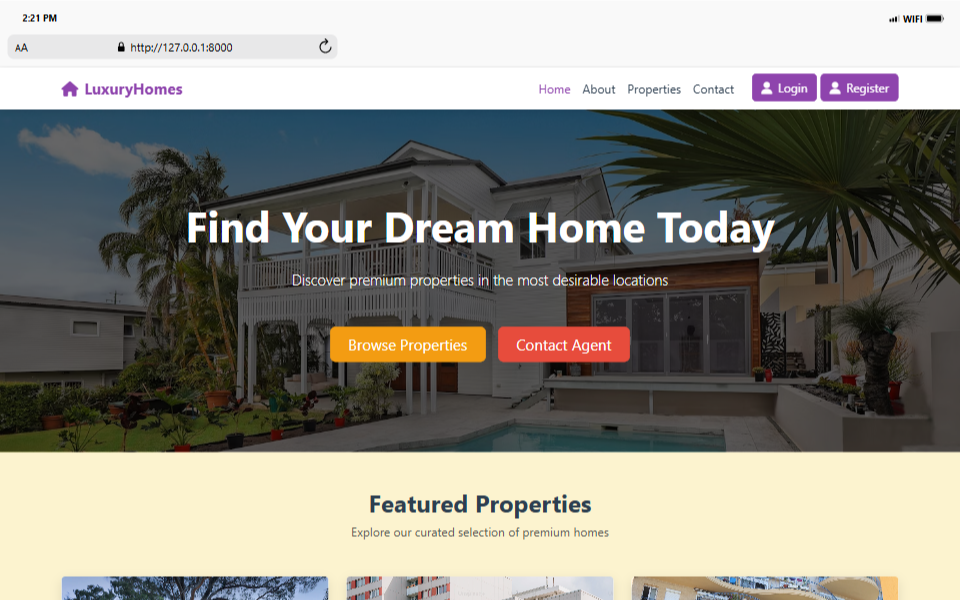 2:21 PM
WIFI
AA
http://127.0.0.1:8000
LuxuryHomes
Home About Properties Contact Login Register
Find Your Dream Home Today
Discover premium properties in the most desirable locations
Browse Properties Contact Agent
Featured Properties
Explore our curated selection of premium homes